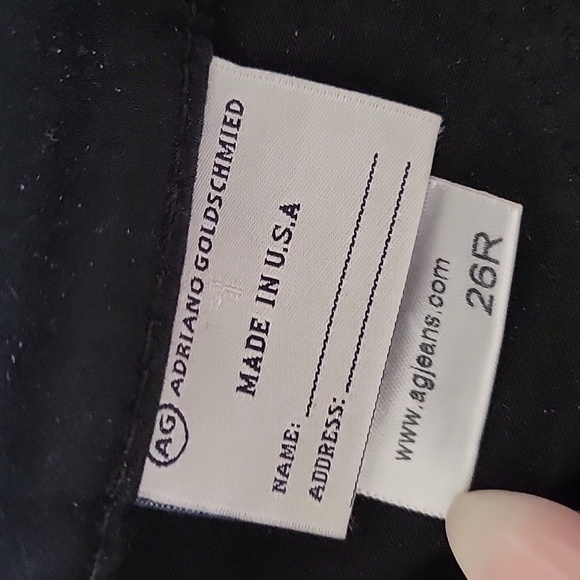 AG ADRIANO GOLDSCHMIED
MADE IN U.S.A
NAME:
ADDRESS:
www.agjeans.com
26R